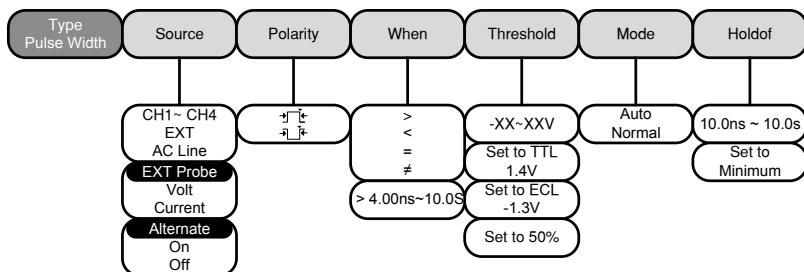 Type
Pulse Width
Source
Polarity
When
Threshold
Mode
Holdof
CH1~ CH4
EXT
AC Line
EXT Probe
Volt
Current
Alternate
On
Off
>
<
=
≠
> 4.00ns~10.0S
-XX~XXV
Set to TTL
1.4V
Set to ECL
-1.3V
Set to 50%
Auto
Normal
10.0ns ~ 10.0s
Set to
Minimum